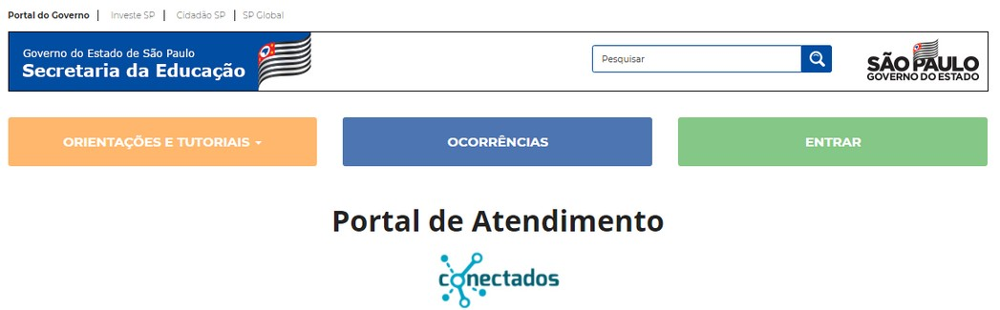 Portal do Governo | Investe SP | Cidadão SP | SP Global
Governo do Estado de São Paulo
Secretaria da Educação
Pesquisar
SÃO PAULO
GOVERNO DO ESTADO
ORIENTAÇÕES E TUTORIAIS
OCORRÊNCIAS
ENTRAR
Portal de Atendimento
conectados